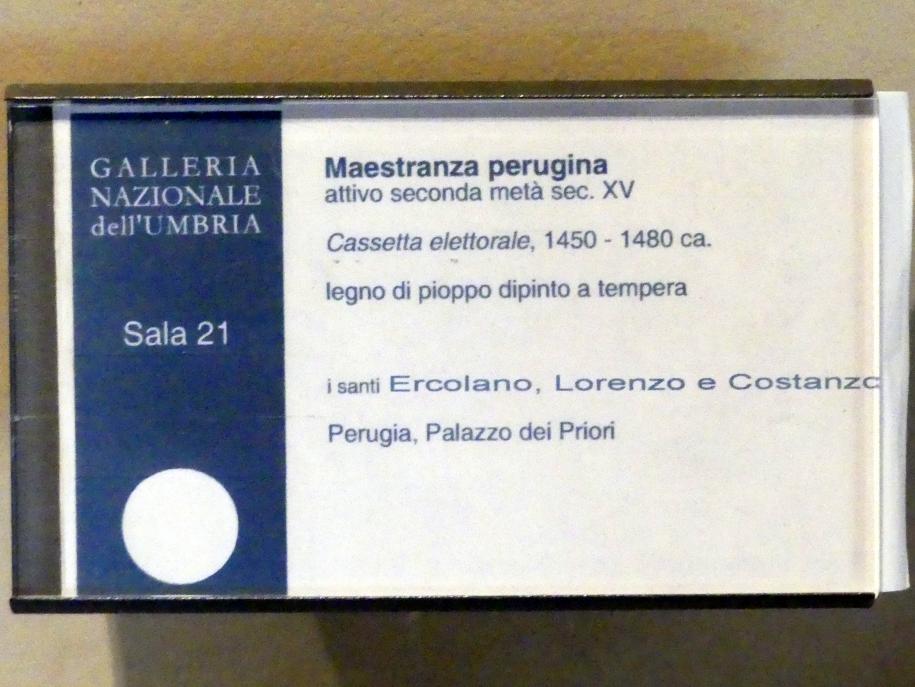 GALLERIA
NAZIONALE
dell'UMBRIA
Sala 21
Maestranza perugina
attivo seconda metà sec. XV
Cassetta elettorale, 1450 - 1480 ca.
legno di pioppo dipinto a tempera
i santi Ercolano, Lorenzo e Costanzo
Perugia, Palazzo dei Priori